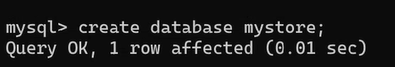 mysql> create database mystore;
Query OK, 1 row affected (0.01 sec)